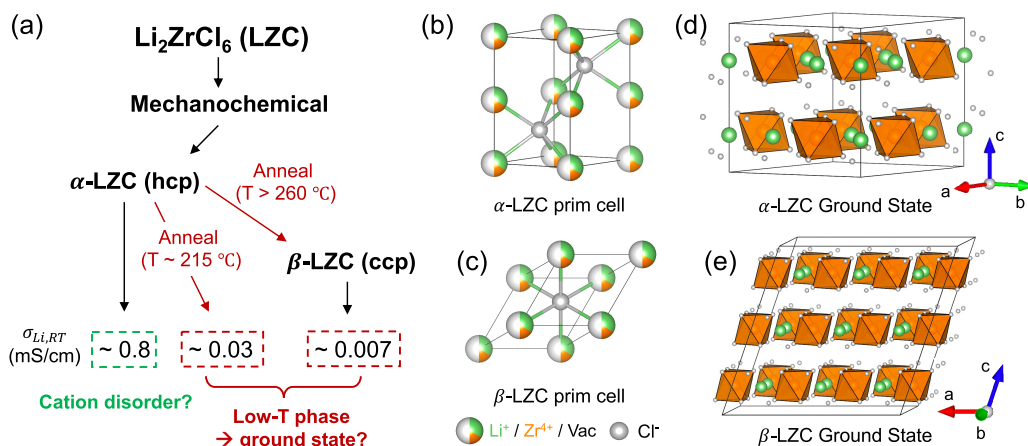 (a)
Li₂ZrCl₆ (LZC)
Mechanochemical
α-LZC (hcp)
Anneal
(T > 260 ℃)
Anneal
(T ~ 215 ℃)
β-LZC (ccp)
σ_Li,RT
(mS/cm)
~ 0.8
~ 0.03
~ 0.007
Cation disorder?
Low-T phase
→ ground state?
(b)
α-LZC prim cell
(c)
β-LZC prim cell
Li⁺ / Zr⁴⁺ / Vac
Cl⁻
(d)
c
a
b
α-LZC Ground State
(e)
c
a
b
β-LZC Ground State